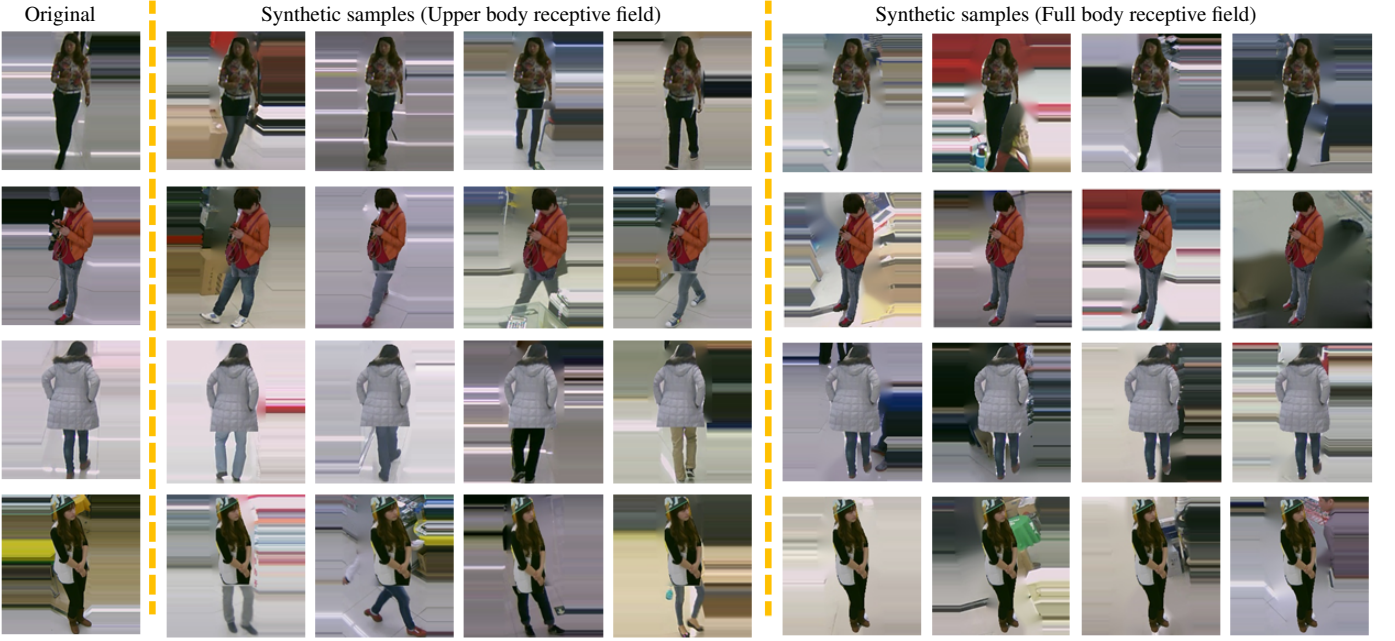 Original
Synthetic samples (Upper body receptive field)
Synthetic samples (Full body receptive field)